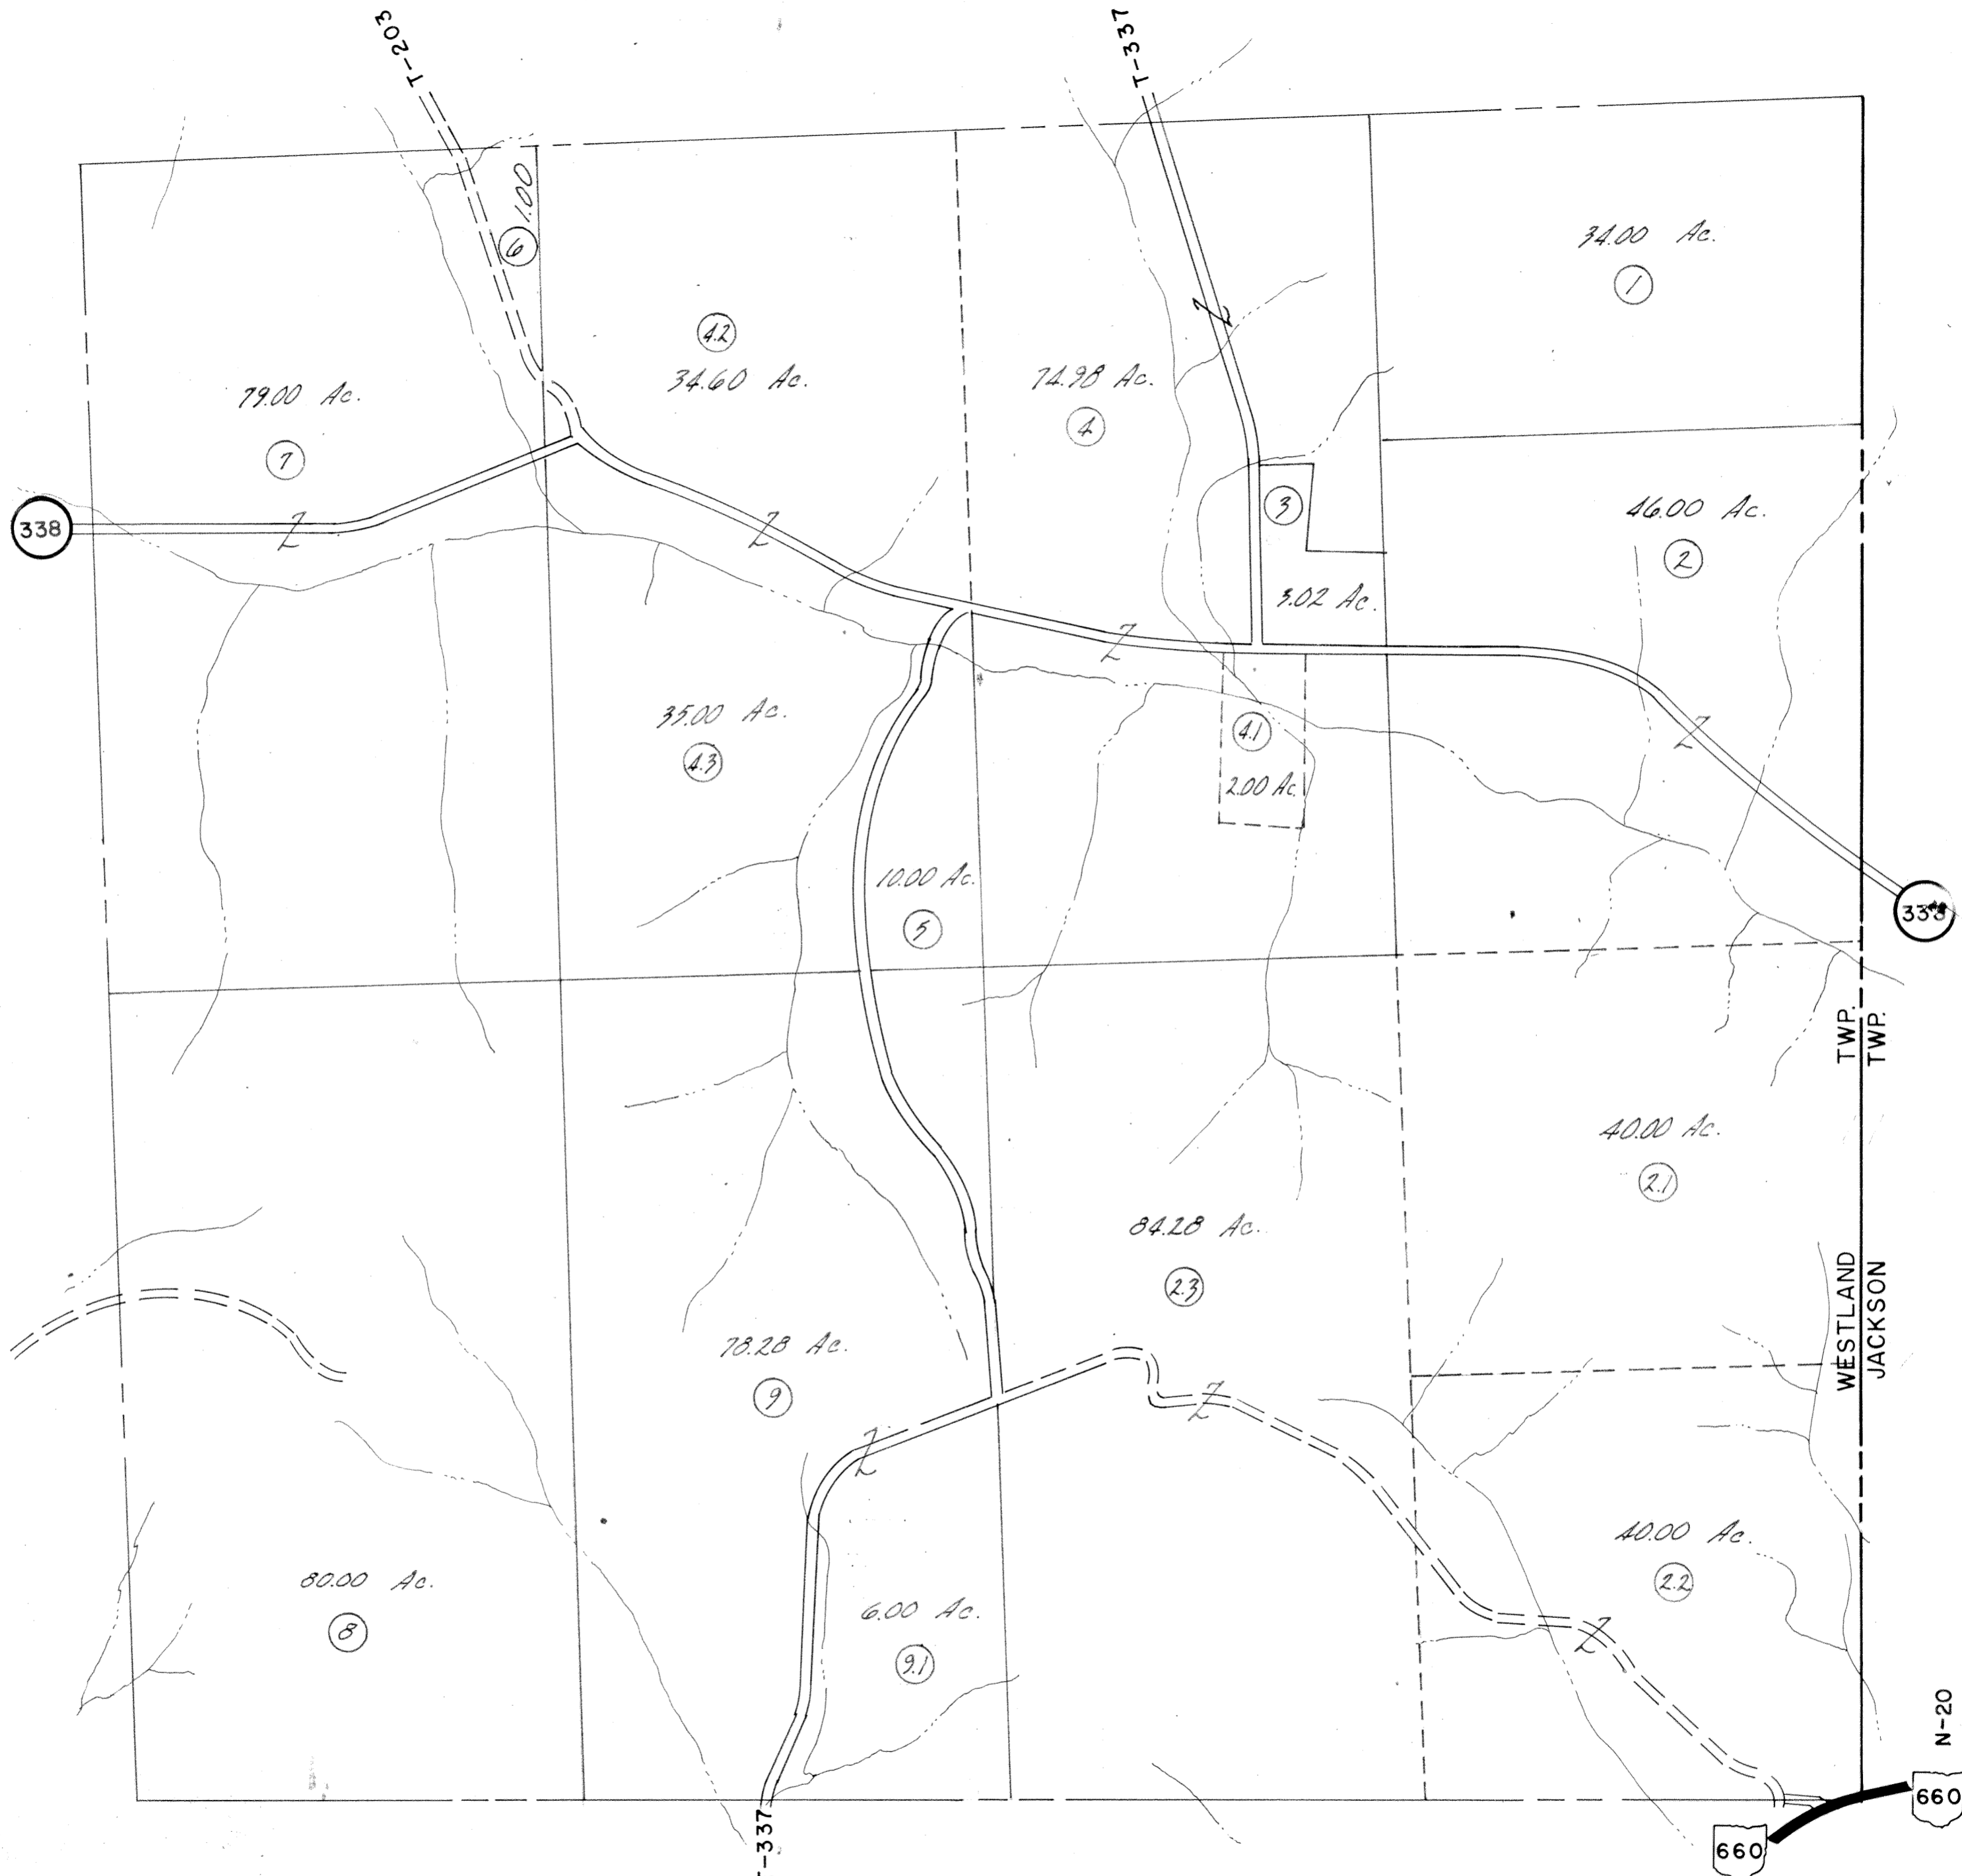 T-203
T-337
6
1.00
34.00 Ac.
1
4.2
34.60 Ac.
74.98 Ac.
4
79.00 Ac.
7
3
46.00 Ac.
2
338
Z
Z
Z
Z
5.02 Ac.
Z
Z
35.00 Ac.
4.3
4.1
2.00 Ac.
10.00 Ac.
5
338
TWP.
TWP.
40.00 Ac.
2.1
84.28 Ac.
2.3
WESTLAND
JACKSON
78.28 Ac.
9
Z
Z
40.00 Ac.
2.2
80.00 Ac.
8
6.00 Ac.
9.1
Z
N-20
660
660
T-337